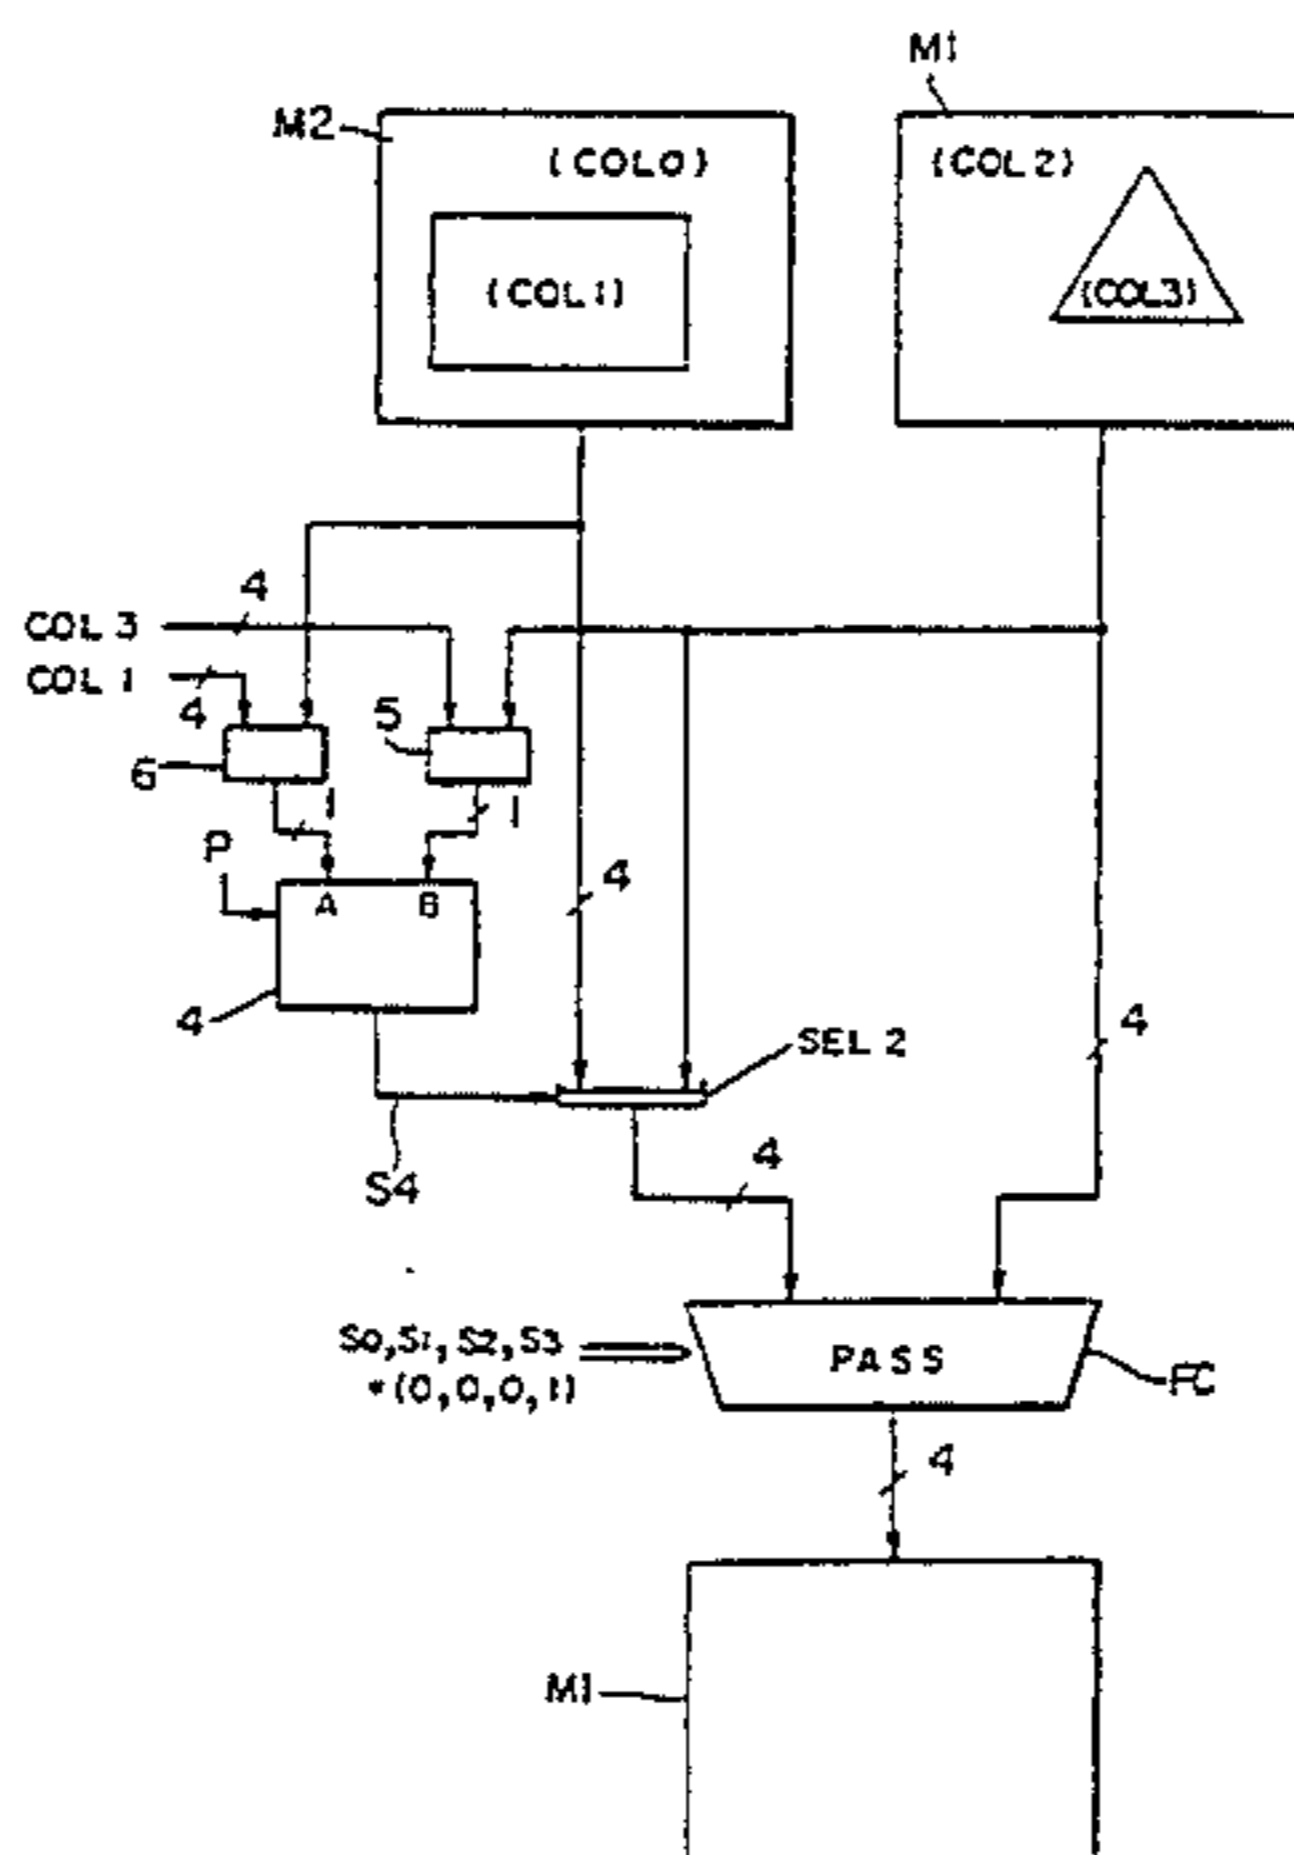 M1
M2
(COL0)
(COL2)
(COL1)
(COL3)
4
COL 3
COL 1
4
5
6
1
1
P
4
A B
4
SEL 2
4
4
S4
S0,S1,S2,S3
PASS
FC
=(0,0,0,1)
4
M1